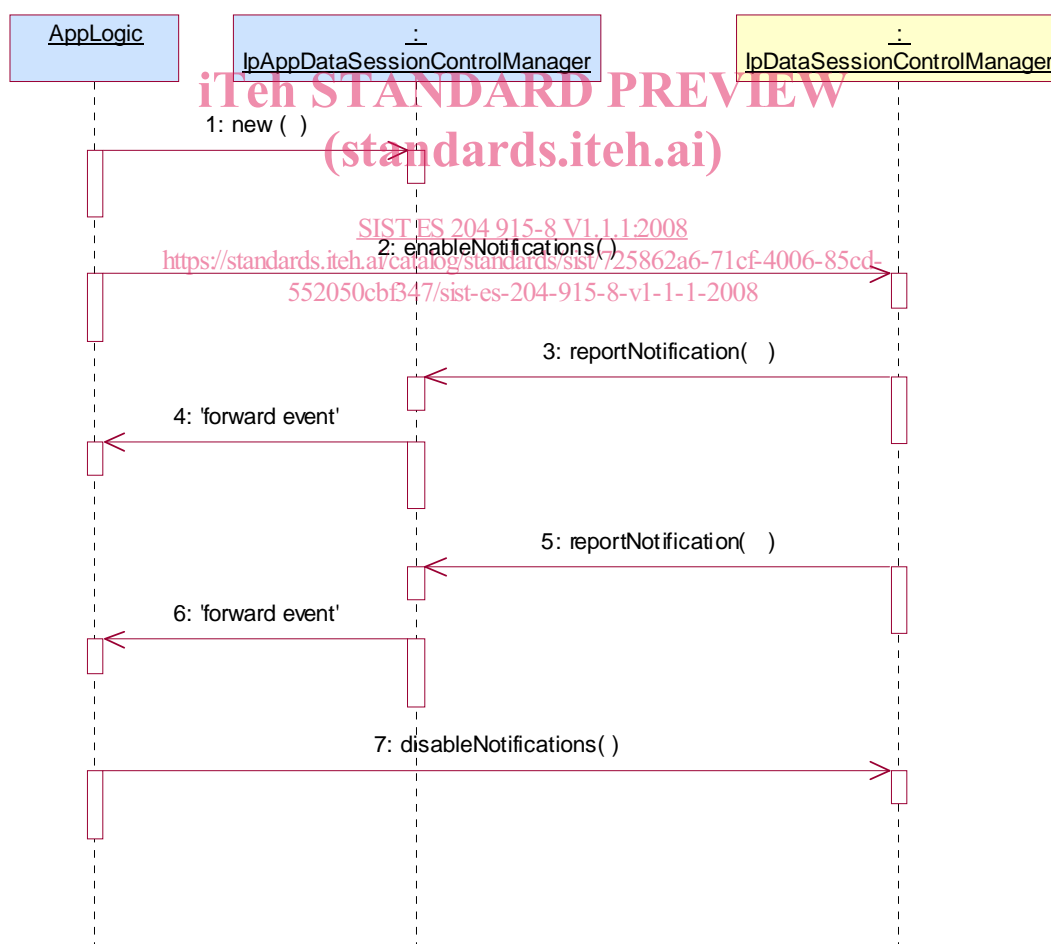 AppLogic
:
IpAppDataSessionControlManager
:
IpDataSessionControlManager
iTeh STANDARD PREVIEW
1: new ( )
(standards.iteh.ai)
SIST ES 204 915-8 V1.1.1:2008
2: enableNotifications( )
https://standards.iteh.ai/catalog/standards/sist/725862a6-71cf-4006-85cd-
552050cbf347/sist-es-204-915-8-v1-1-1-2008
3: reportNotification( )
4: 'forward event'
5: reportNotification( )
6: 'forward event'
7: disableNotifications( )